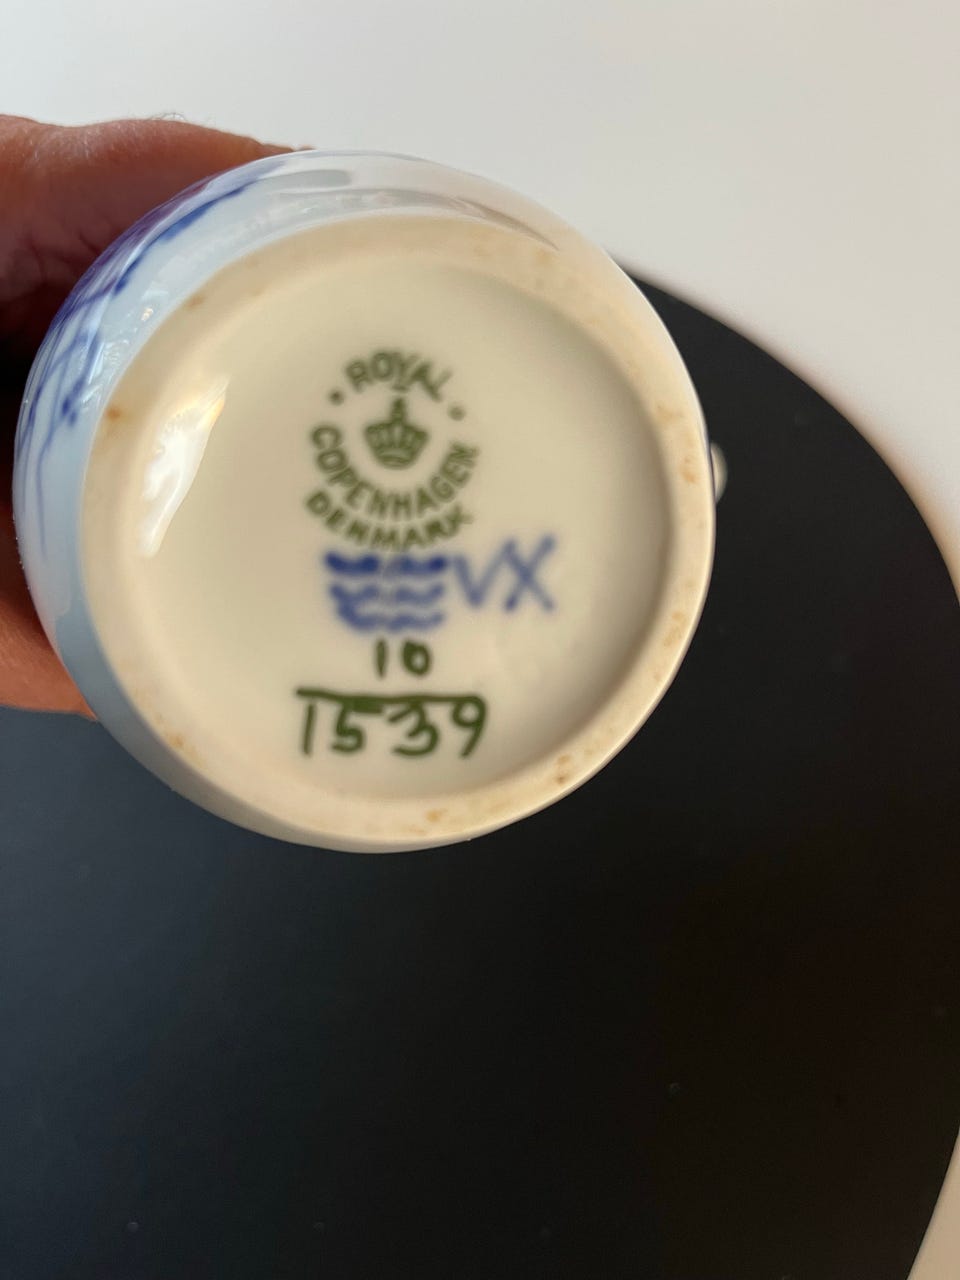 ROYAL
COPENHAGEN
DENMARK
VX
10
1539